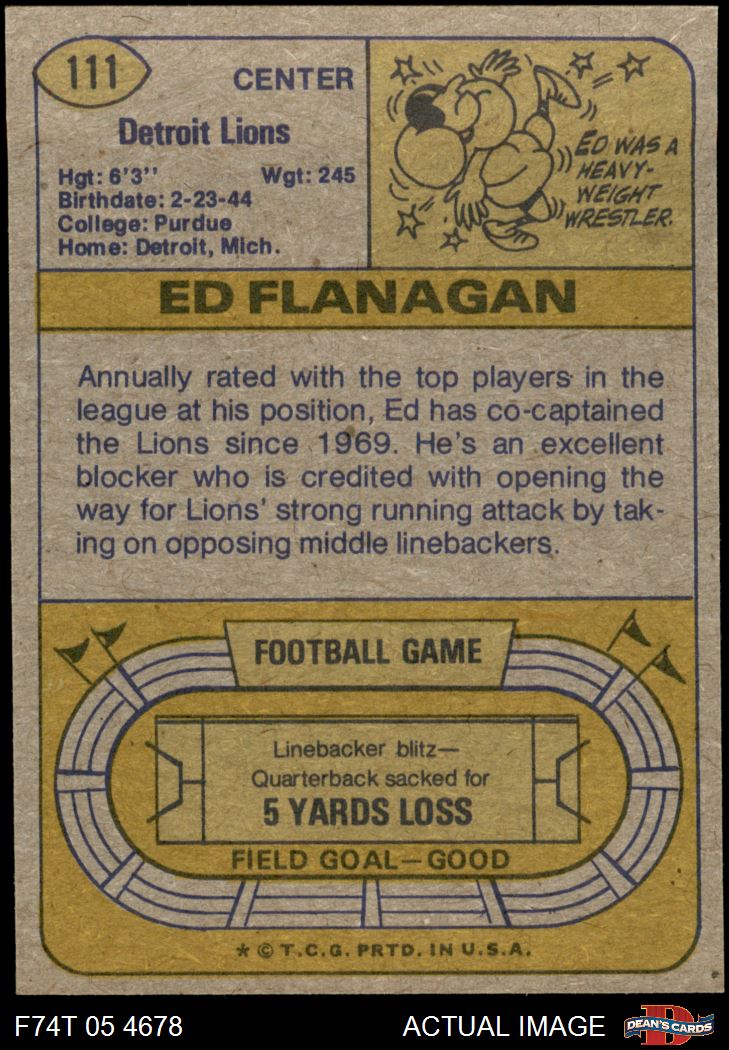 111
CENTER
Detroit Lions
Hgt: 6'3'' Wgt: 245
Birthdate: 2-23-44
College: Purdue
Home: Detroit, Mich.
ED WAS A
HEAVY-
WEIGHT
WRESTLER.
ED FLANAGAN
Annually rated with the top players in the
league at his position, Ed has co-captained
the Lions since 1969. He's an excellent
blocker who is credited with opening the
way for Lions' strong running attack by tak-
ing on opposing middle linebackers.
FOOTBALL GAME
Linebacker blitz—
Quarterback sacked for
5 YARDS LOSS
FIELD GOAL—GOOD
* © T.C.G. PRTD. IN U.S.A.
F74T 05 4678 ACTUAL IMAGE
D
DEAN'S CARDS